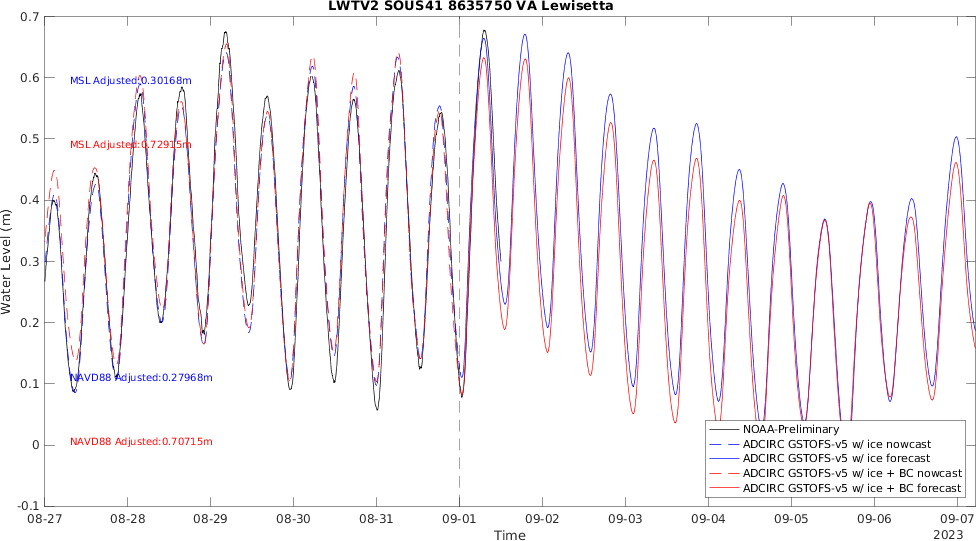 LWTV2 SOUS41 8635750 VA Lewisetta
0.7
0.6
0.5
0.4
0.3
0.2
0.1
0
-0.1
Water Level (m)
MSL Adjusted:0.30168m
MSL Adjusted:0.72915m
NAVD88 Adjusted:0.27968m
NAVD88 Adjusted:0.70715m
NOAA-Preliminary
ADCIRC GSTOFS-v5 w/ ice nowcast
ADCIRC GSTOFS-v5 w/ ice forecast
ADCIRC GSTOFS-v5 w/ ice + BC nowcast
ADCIRC GSTOFS-v5 w/ ice + BC forecast
08-27 08-28 08-29 08-30 08-31 09-01 09-02 09-03 09-04 09-05 09-06 09-07
Time
2023